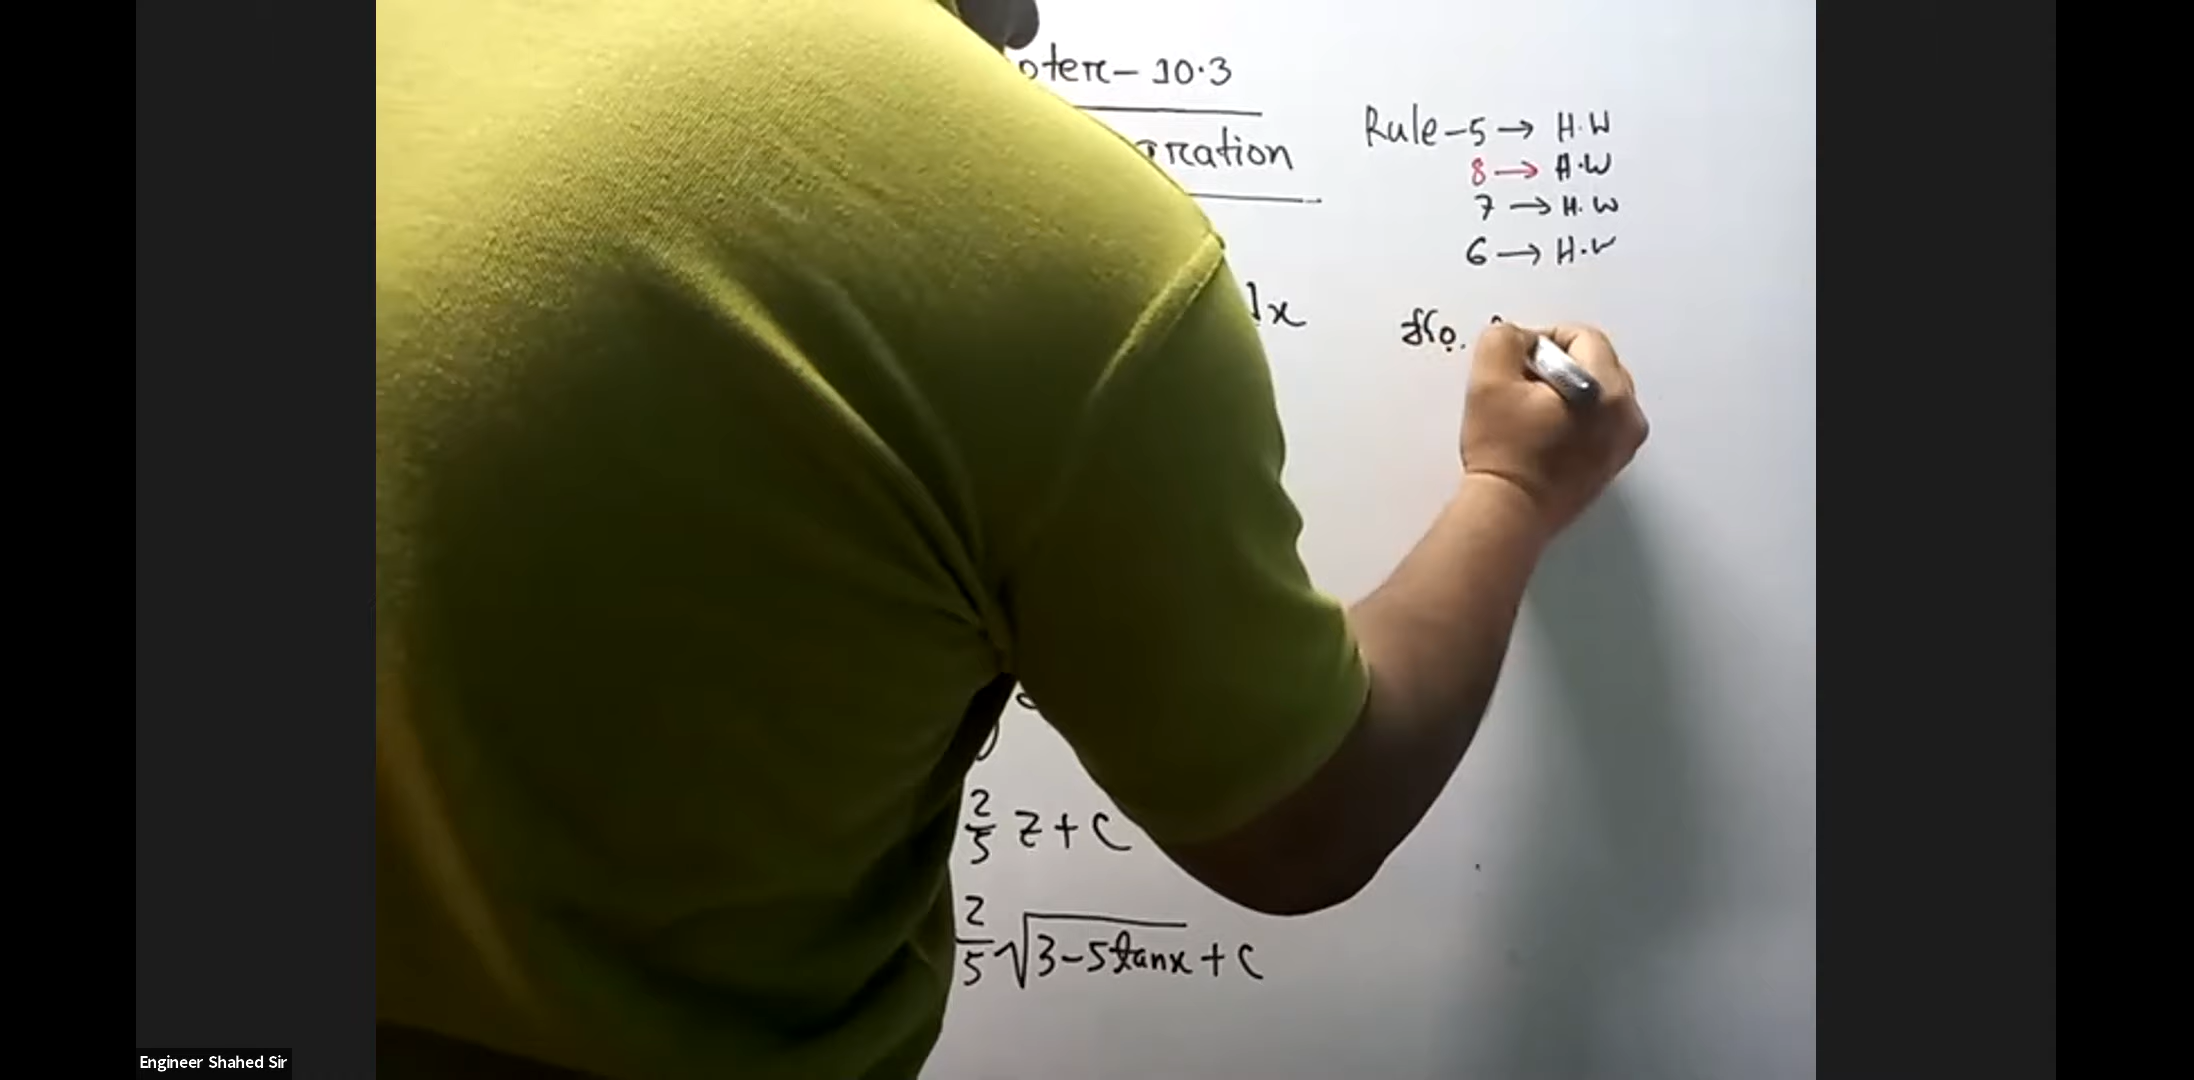 pter - 10.3
ration
Rule-5 → H.W
8 → A.W
7 → H.W
6 → H.W
dx
2/5 z + c
2/5 √(3-5tanx) + c
Engineer Shahed Sir